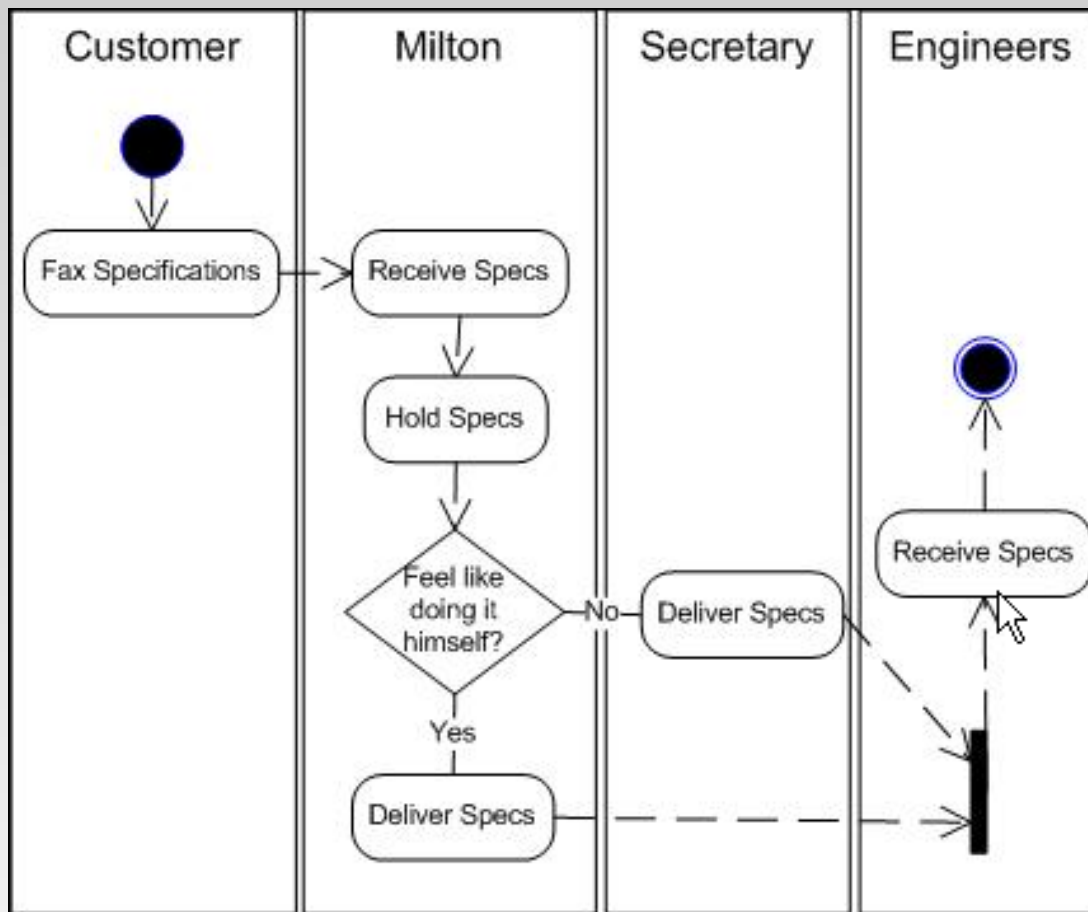 Customer
Milton
Secretary
Engineers
Fax Specifications
Receive Specs
Hold Specs
Feel like
doing it
himself?
No
Deliver Specs
Receive Specs
Yes
Deliver Specs